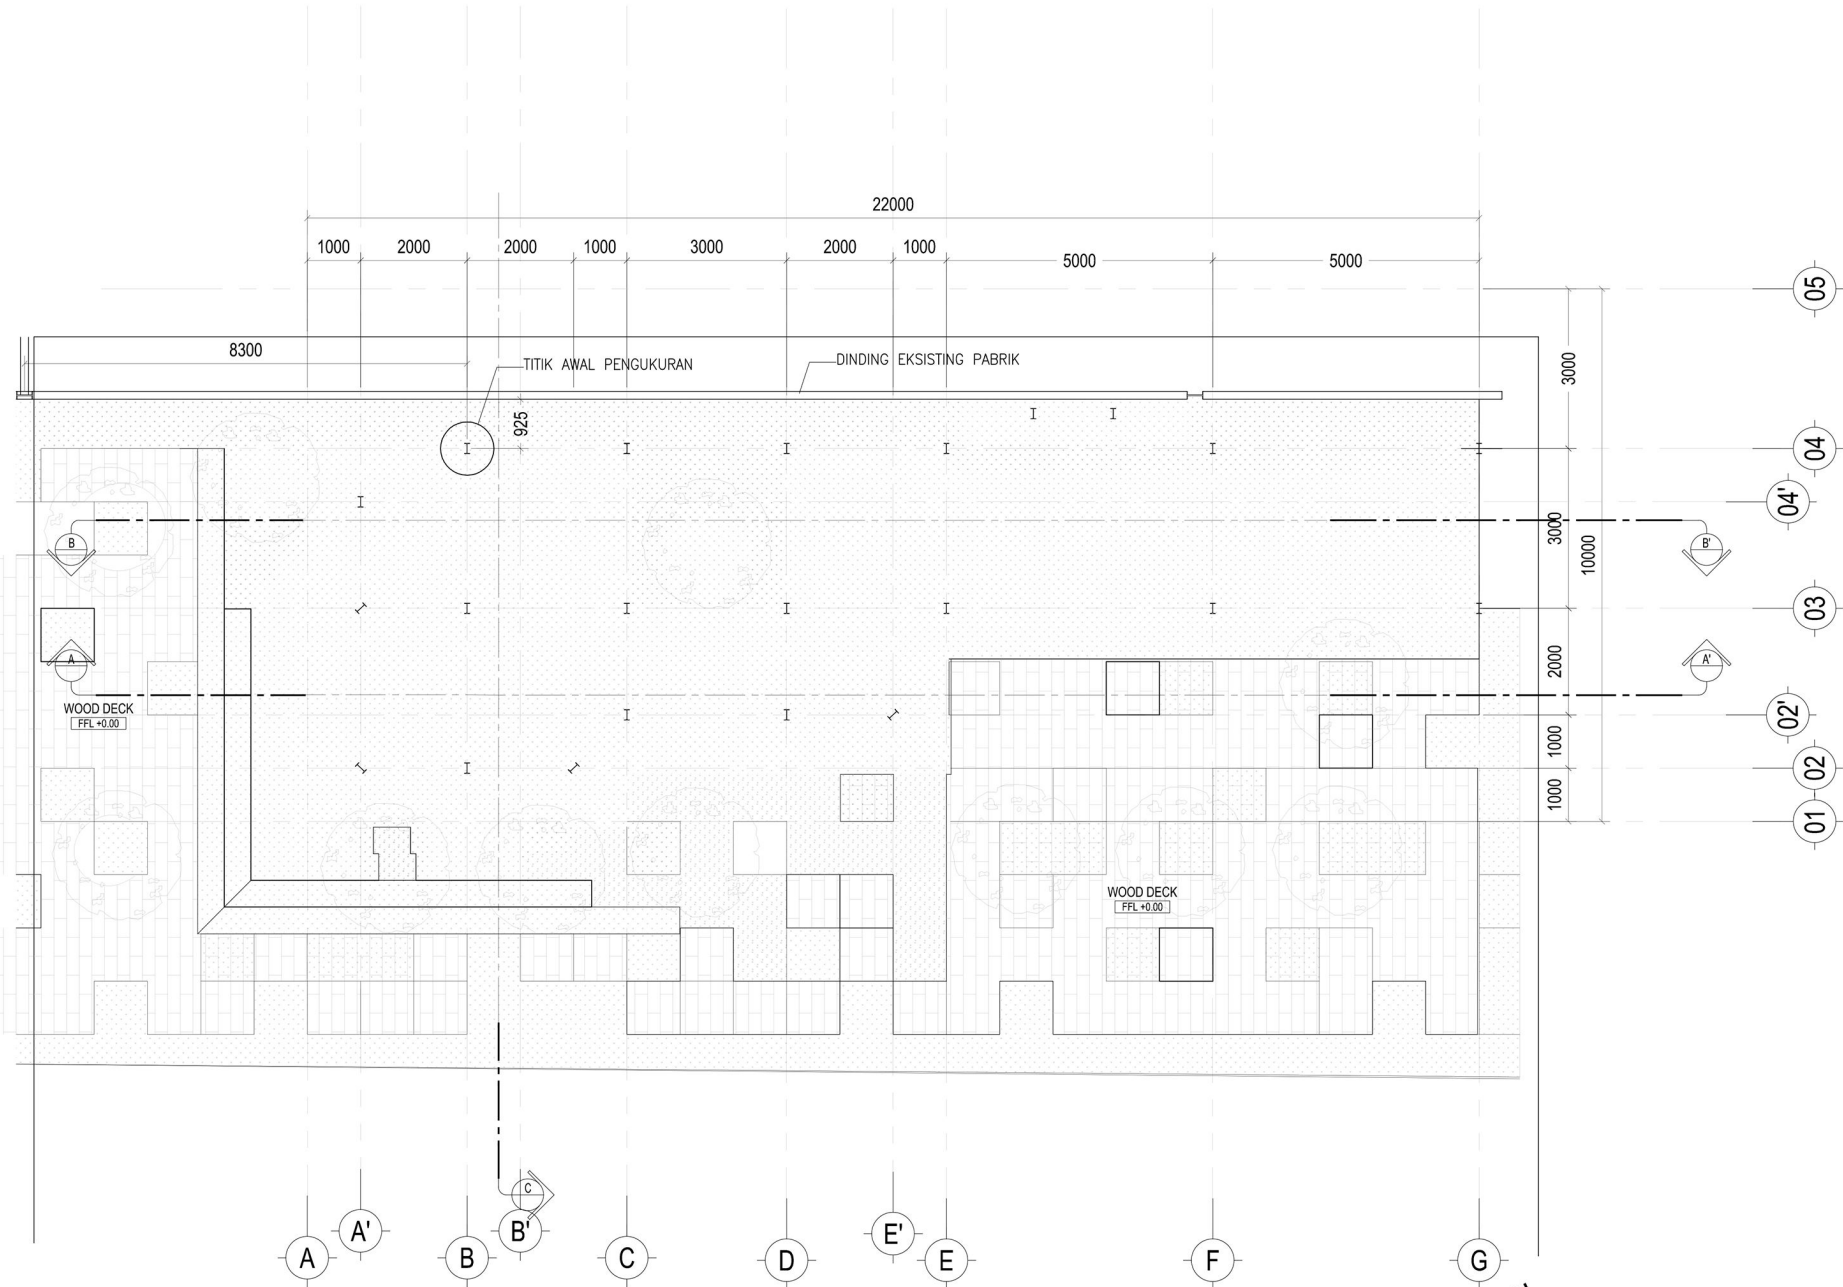 22000
1000 2000 2000 1000 3000 2000 1000 5000 5000
05
8300
TITIK AWAL PENGUKURAN
DINDING EKSISTING PABRIK
3000
925
04
04'
3000
10000
B
B'
03
A
A'
2000
WOOD DECK
FFL +0.00
02'
1000
02
1000
01
WOOD DECK
FFL +0.00
C
A A' B B' C D E' E F G